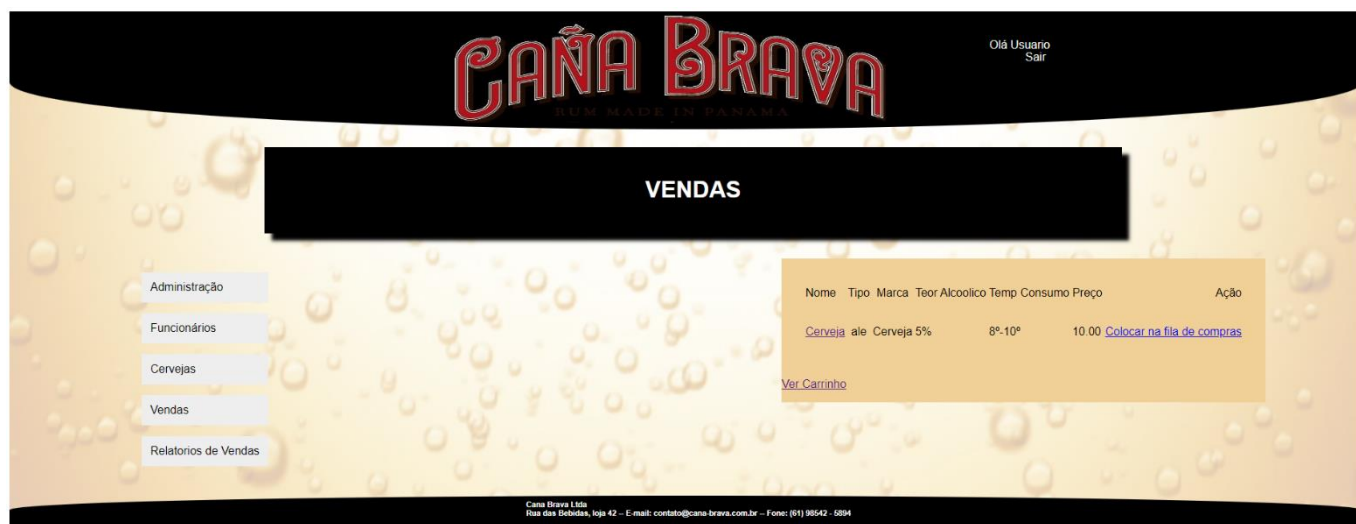 CAÑA BRAVA
RUM MADE IN PANAMA
Olá Usuario
Sair
VENDAS
Administração
Funcionários
Cervejas
Vendas
Relatorios de Vendas
Nome Tipo Marca Teor Alcoolico Temp Consumo Preço Ação
Cerveja ale Cerveja 5% 8º-10º 10.00 Colocar na fila de compras
Ver Carrinho
Cana Brava Ltda
Rua das Bebidas, loja 42 – E-mail: contato@cana-brava.com.br – Fone: (61) 98542 - 5894